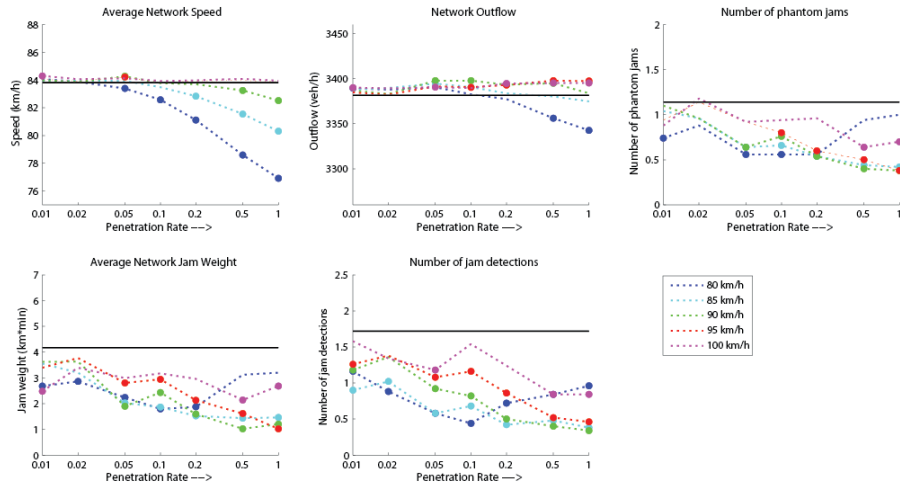 Average Network Speed
Speed (km/h)
84
84
82
80
78
76
0.01 0.02 0.05 0.1 0.2 0.5 1
Penetration Rate -->
Network Outflow
Outflow (veh/h)
3450
3400
3350
3300
0.01 0.02 0.05 0.1 0.2 0.5 1
Penetration Rate —>
Number of phantom jams
Number of phantom jams
2
1.5
1
0.5
0
0.01 0.02 0.05 0.1 0.2 0.5 1
Penetration Rate -->
Average Network Jam Weight
Jam weight (km*min)
7
6
5
4
3
2
1
0
0.01 0.02 0.05 0.1 0.2 0.5 1
Penetration Rate -->
Number of jam detections
Number of jam detections
2.5
2
1.5
1
0.5
0
0.01 0.02 0.05 0.1 0.2 0.5 1
Penetration Rate -->
80 km/h
85 km/h
90 km/h
95 km/h
100 km/h